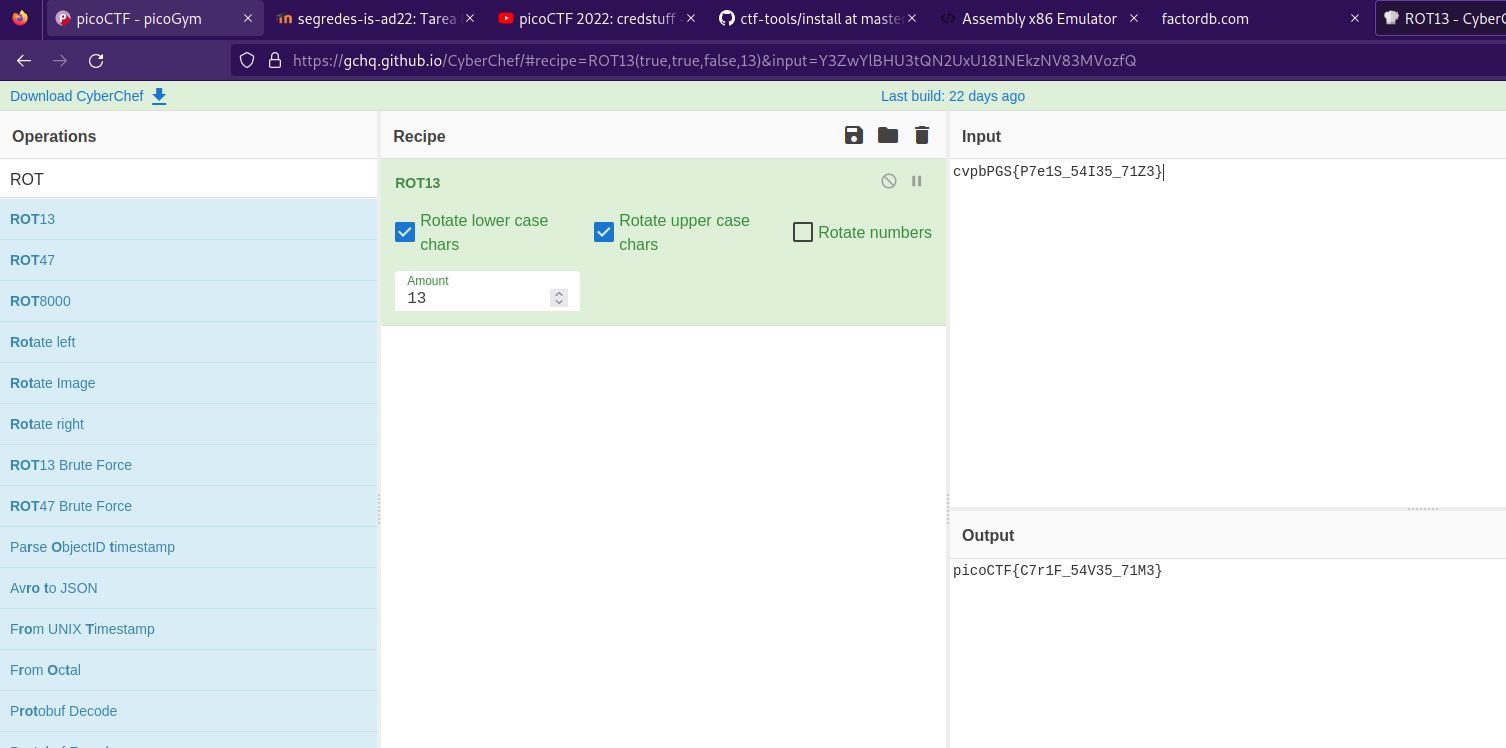 picoCTF - picoGym
segredes-is-ad22: Tarea
picoCTF 2022: credstuff -
ctf-tools/install at master
Assembly x86 Emulator
factordb.com
ROT13 - CyberC
https://gchq.github.io/CyberChef/#recipe=ROT13(true,true,false,13)&input=Y3ZwYlBHU3tQN2UxU181NEkzNV83MVozfQ
Download CyberChef
Last build: 22 days ago
Operations
ROT
ROT13
ROT47
ROT8000
Rotate left
Rotate Image
Rotate right
ROT13 Brute Force
ROT47 Brute Force
Parse ObjectID timestamp
Avro to JSON
From UNIX Timestamp
From Octal
Protobuf Decode
Recipe
ROT13
Rotate lower case
chars
Rotate upper case
chars
Rotate numbers
Amount
13
Input
cvpbPGS{P7e1S_54I35_71Z3}
Output
picoCTF{C7r1F_54V35_71M3}